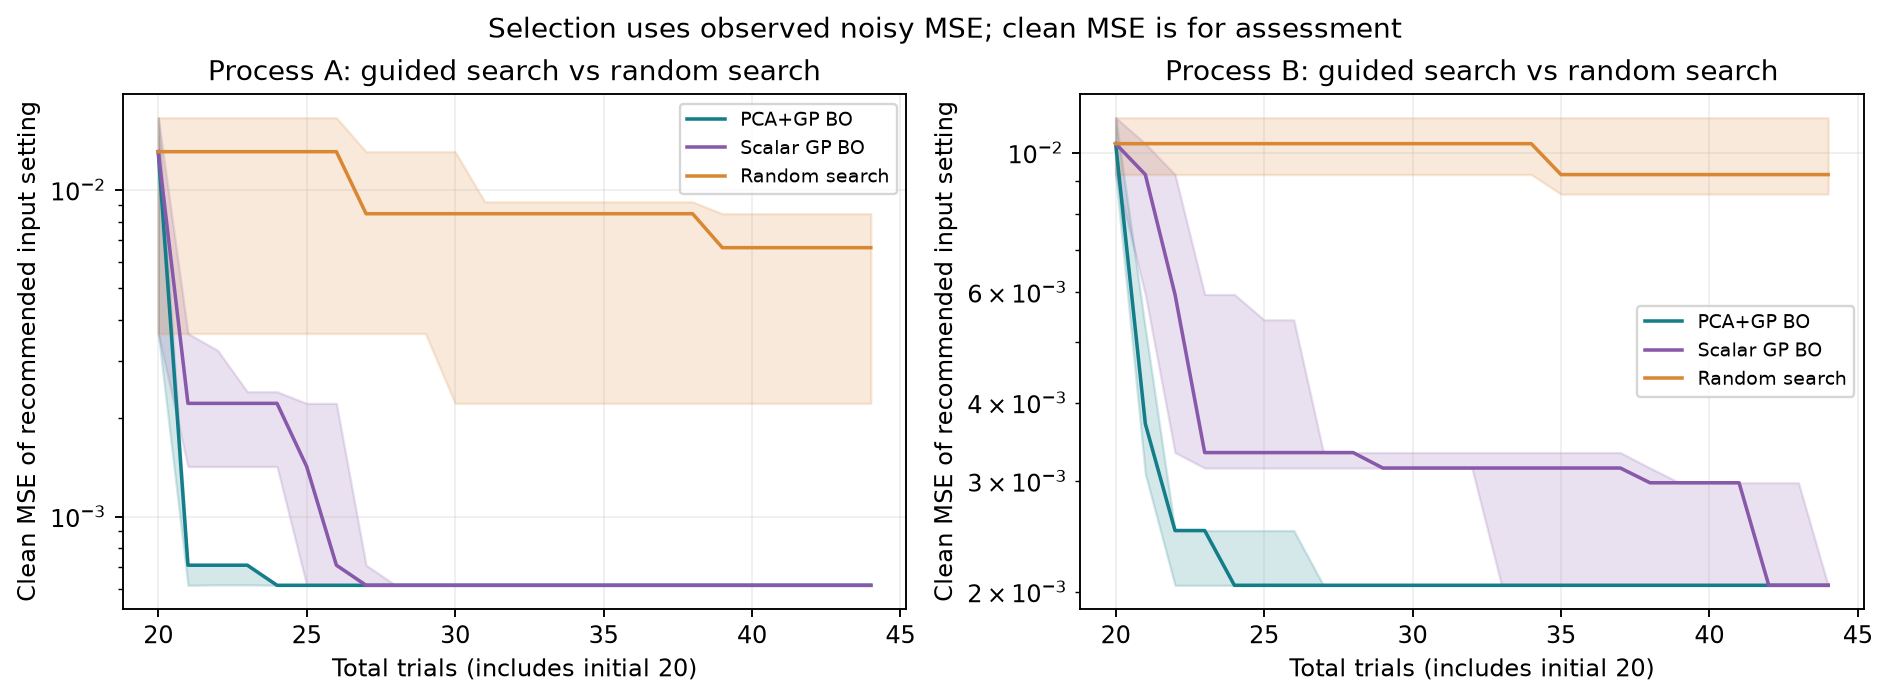 Selection uses observed noisy MSE; clean MSE is for assessment
Process A: guided search vs random search
Clean MSE of recommended input setting
10⁻²
10⁻³
PCA+GP BO
Scalar GP BO
Random search
20 25 30 35 40 45
Total trials (includes initial 20)
Process B: guided search vs random search
Clean MSE of recommended input setting
10⁻²
6 × 10⁻³
4 × 10⁻³
3 × 10⁻³
2 × 10⁻³
PCA+GP BO
Scalar GP BO
Random search
20 25 30 35 40 45
Total trials (includes initial 20)